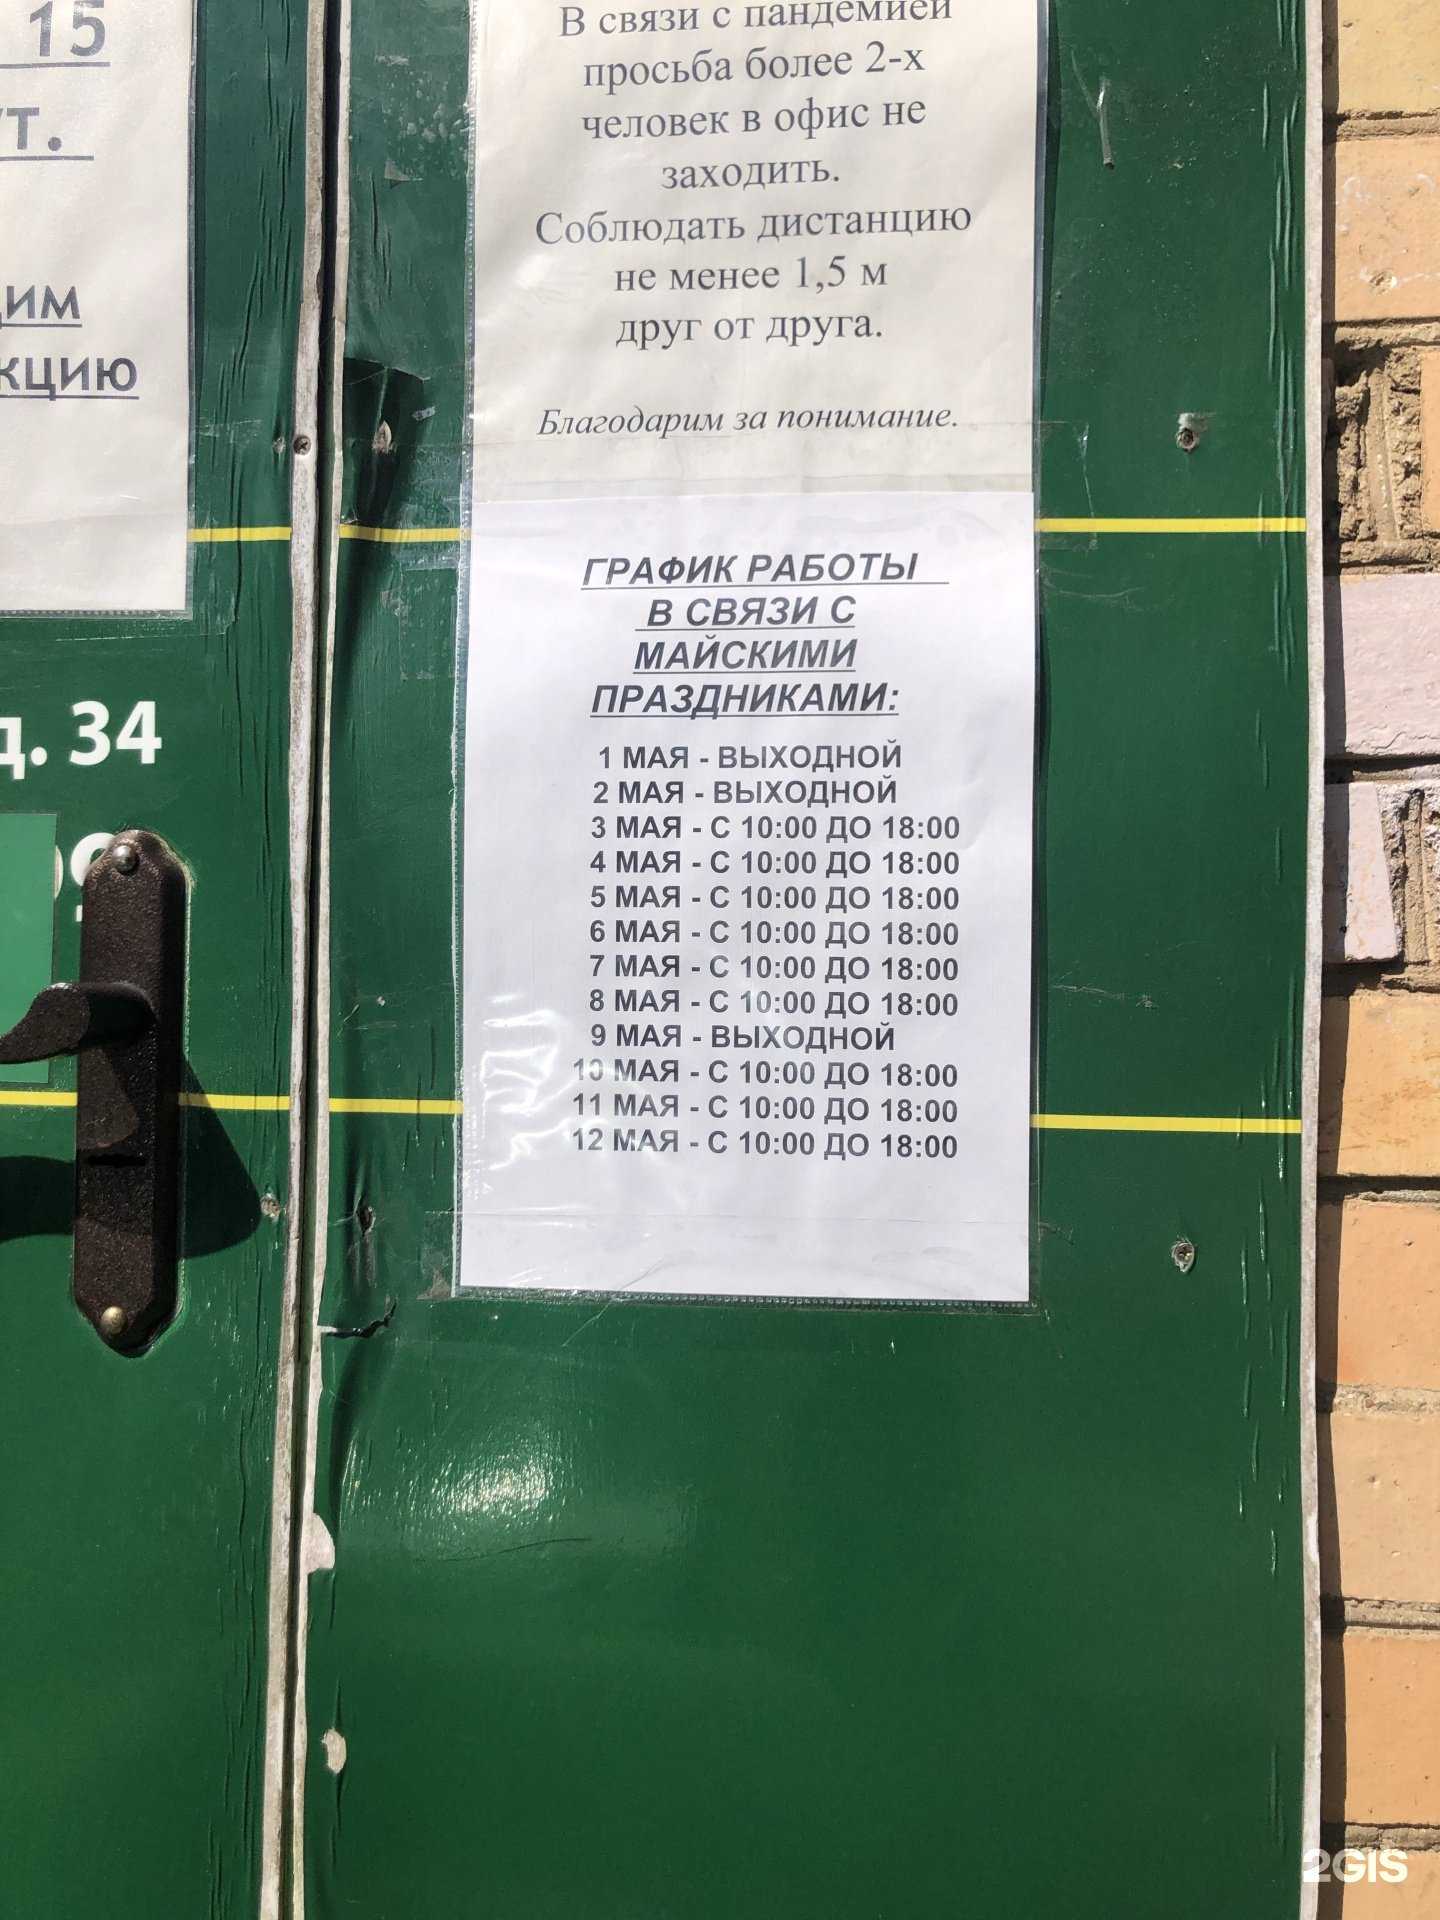 15
ут.
щим
кцию
д. 34
В связи с пандемией
просьба более 2-х
человек в офис не
заходить.
Соблюдать дистанцию
не менее 1,5 м
друг от друга.
Благодарим за понимание.
ГРАФИК РАБОТЫ
В СВЯЗИ С
МАЙСКИМИ
ПРАЗДНИКАМИ:
1 МАЯ - ВЫХОДНОЙ
2 МАЯ - ВЫХОДНОЙ
3 МАЯ - С 10:00 ДО 18:00
4 МАЯ - С 10:00 ДО 18:00
5 МАЯ - С 10:00 ДО 18:00
6 МАЯ - С 10:00 ДО 18:00
7 МАЯ - С 10:00 ДО 18:00
8 МАЯ - С 10:00 ДО 18:00
9 МАЯ - ВЫХОДНОЙ
10 МАЯ - С 10:00 ДО 18:00
11 МАЯ - С 10:00 ДО 18:00
12 МАЯ - С 10:00 ДО 18:00
2GIS